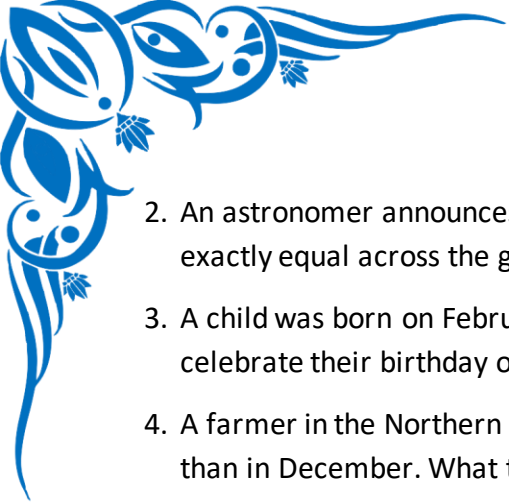 2. An astronomer announce
exactly equal across the
3. A child was born on
celebrate their birthday
4. A farmer in the Northern
than in December. What